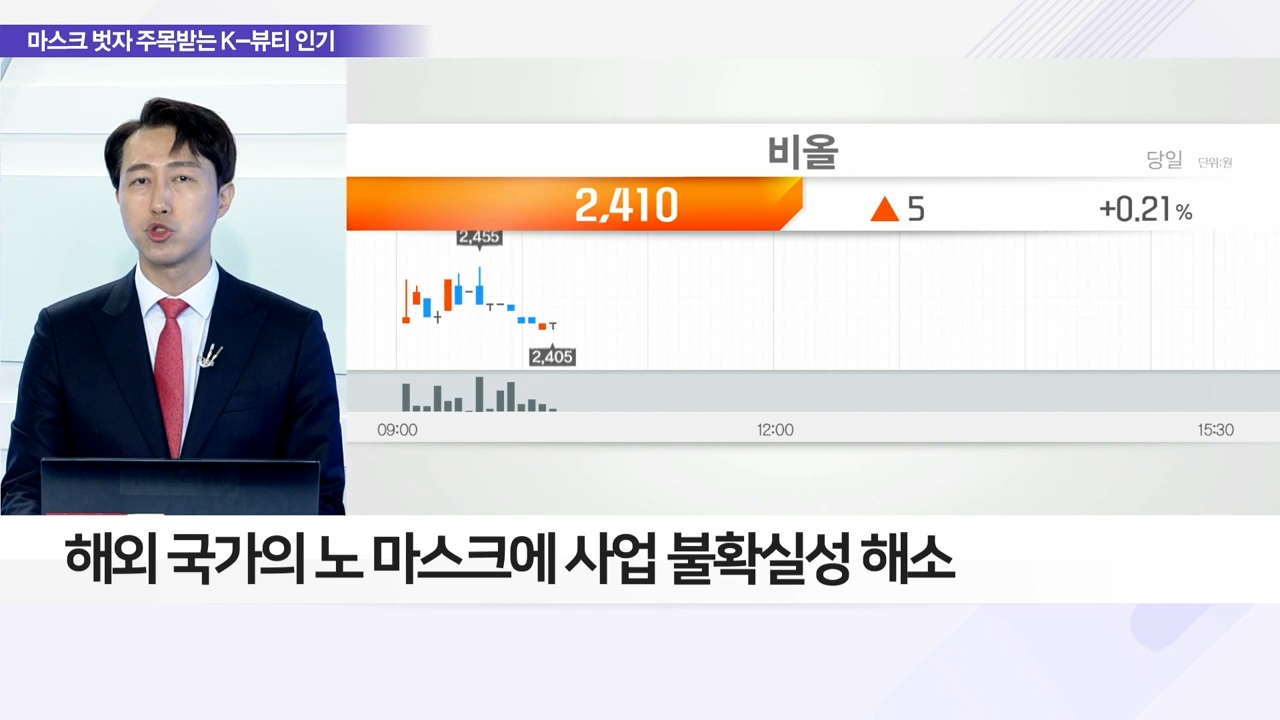 마스크 벗자 주목받는 K-뷰티 인기
비올
당일 단위:원
2,410 ▲ 5 +0.21%
2,455
2,405
09:00 12:00 15:30
해외 국가의 노 마스크에 사업 불확실성 해소